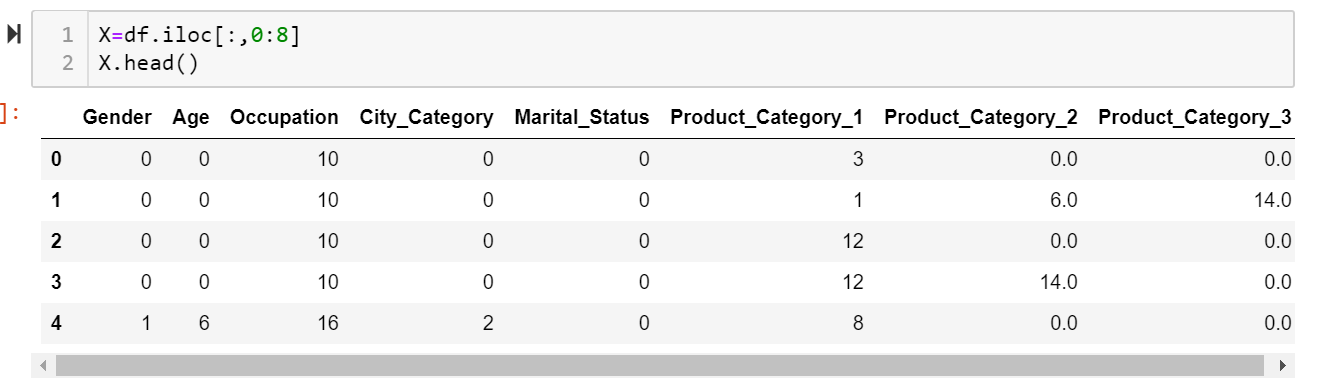 1 X=df.iloc[:,0:8]
2 X.head()
]:
Gender Age Occupation City_Category Marital_Status Product_Category_1 Product_Category_2 Product_Category_3
0 0 0 10 0 0 3 0.0 0.0
1 0 0 10 0 0 1 6.0 14.0
2 0 0 10 0 0 12 0.0 0.0
3 0 0 10 0 0 12 14.0 0.0
4 1 6 16 2 0 8 0.0 0.0